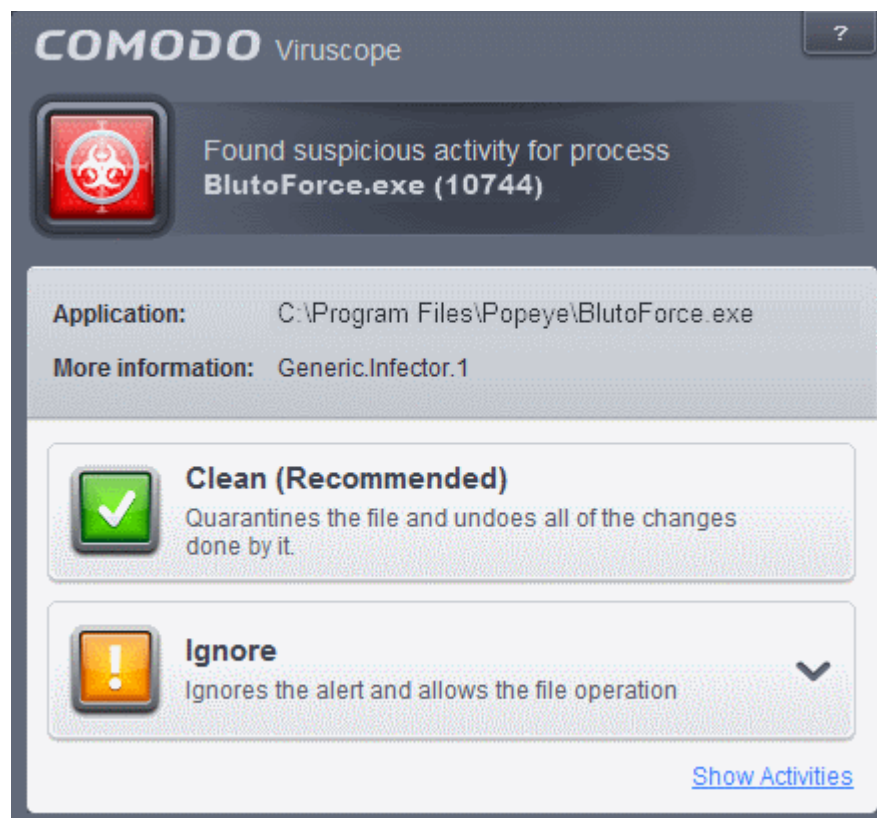 COMODO Viruscope
?
Found suspicious activity for process
BlutoForce.exe (10744)
Application: C:\Program Files\Popeye\BlutoForce.exe
More information: Generic.Infector.1
Clean (Recommended)
Quarantines the file and undoes all of the changes
done by it.
Ignore
Ignores the alert and allows the file operation
Show Activities